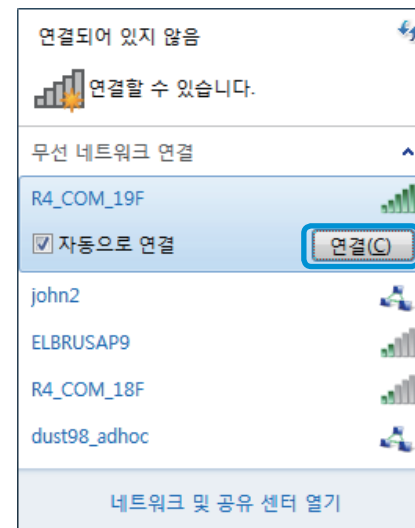 연결되어 있지 않음
연결할 수 있습니다.
무선 네트워크 연결
R4_COM_19F
자동으로 연결 연결(C)
john2
ELBRUSAP9
R4_COM_18F
dust98_adhoc
네트워크 및 공유 센터 열기